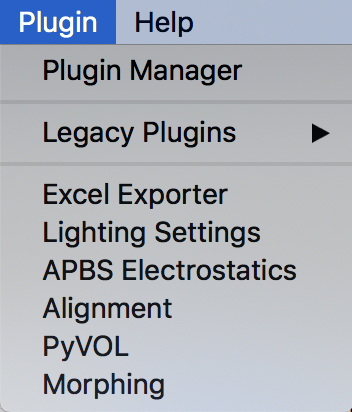 Plugin Help
Plugin Manager
Legacy Plugins ▶
Excel Exporter
Lighting Settings
APBS Electrostatics
Alignment
PyVOL
Morphing